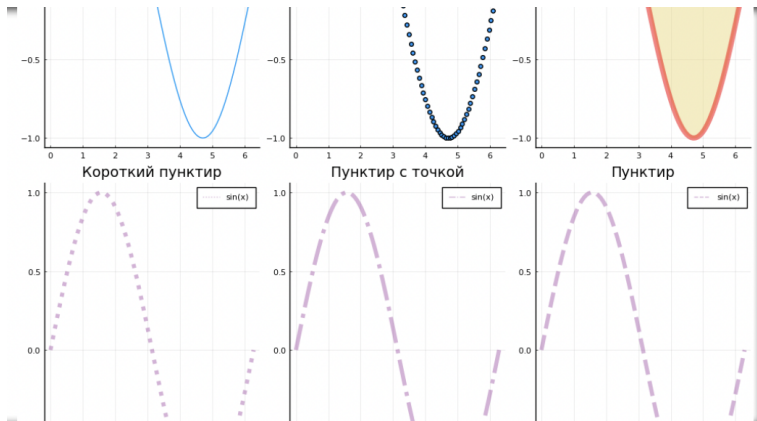 −0.5 −0.5 −0.5
−1.0 −1.0 −1.0
0 1 2 3 4 5 6 0 1 2 3 4 5 6 0 1 2 3 4 5 6
Короткий пунктир Пунктир с точкой Пунктир
1.0 sin(x) 1.0 sin(x) 1.0 sin(x)
0.5 0.5 0.5
0.0 0.0 0.0